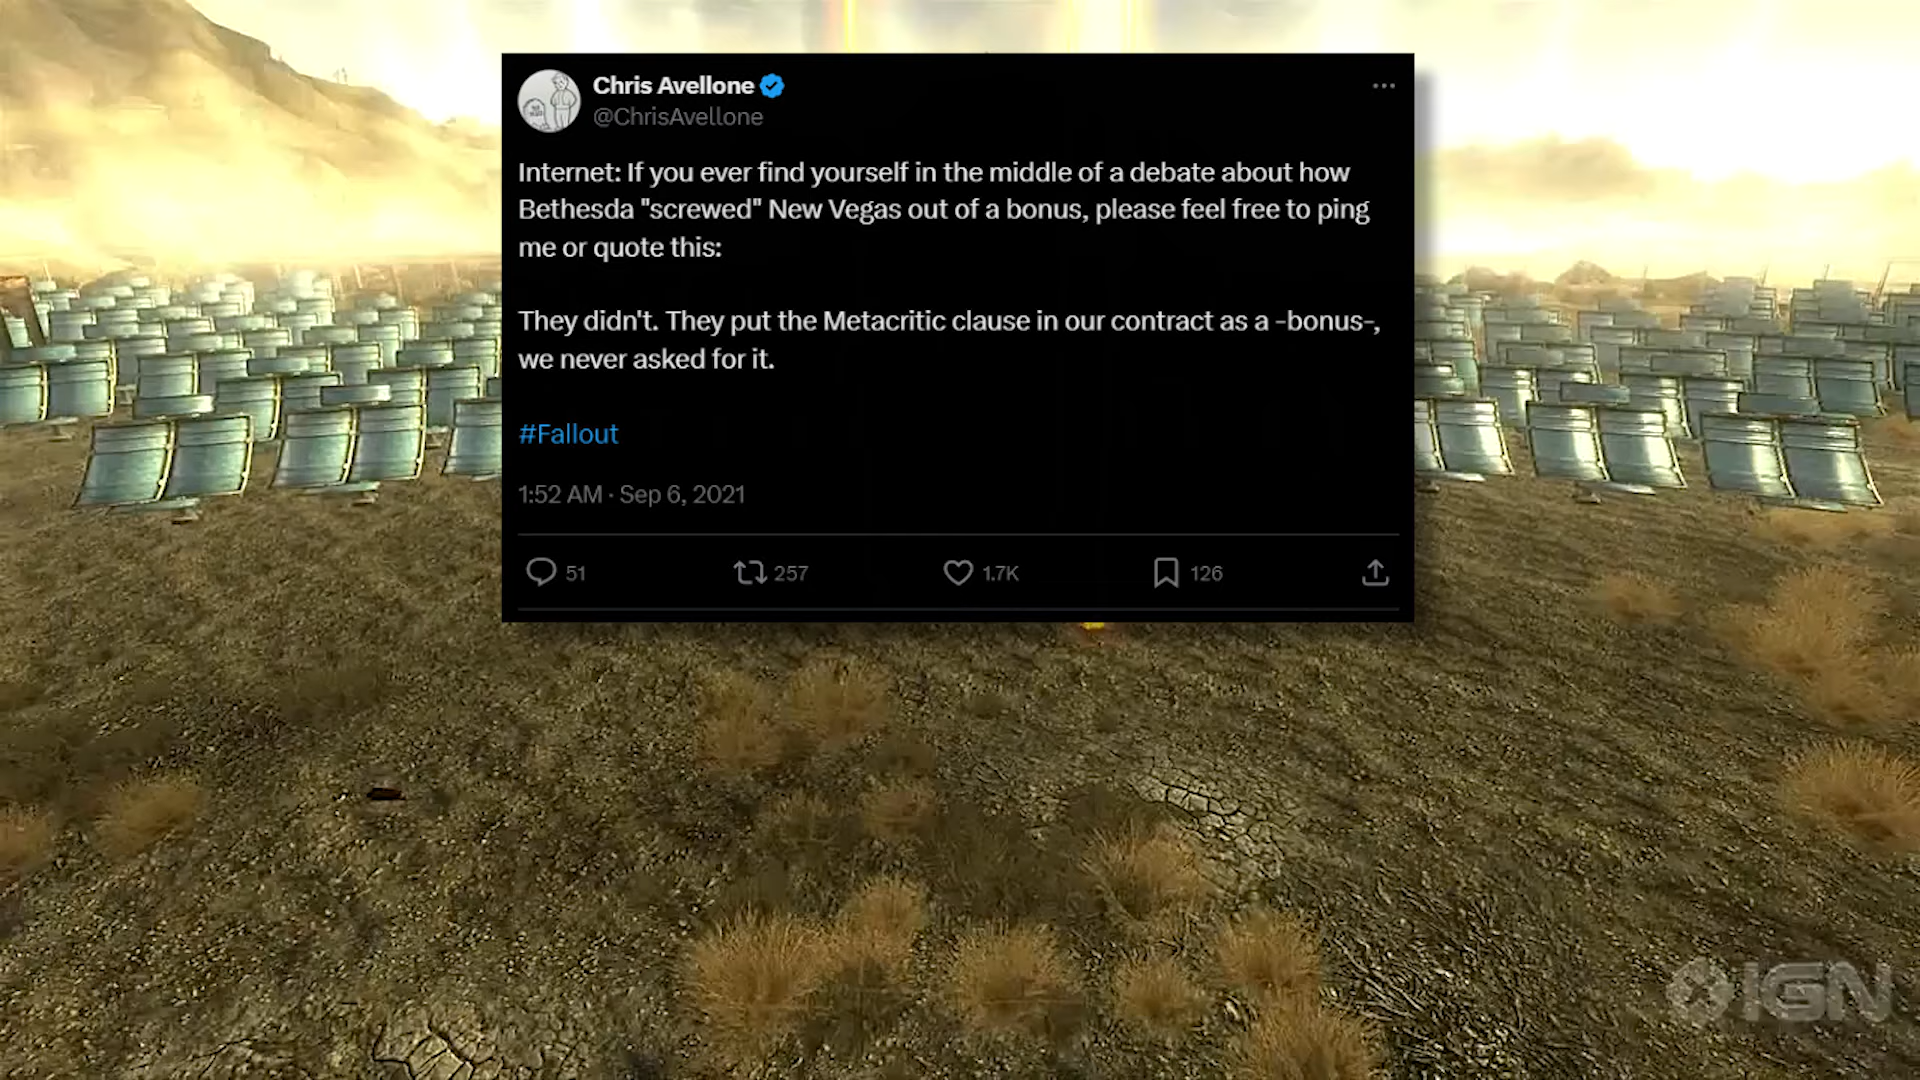 Chris Avellone
@ChrisAvellone
Internet: If you ever find yourself in the middle of a debate about how
Bethesda "screwed" New Vegas out of a bonus, please feel free to ping
me or quote this:
They didn't. They put the Metacritic clause in our contract as a -bonus-,
we never asked for it.
#Fallout
1:52 AM · Sep 6, 2021
51 257 1.7K 126
IGN